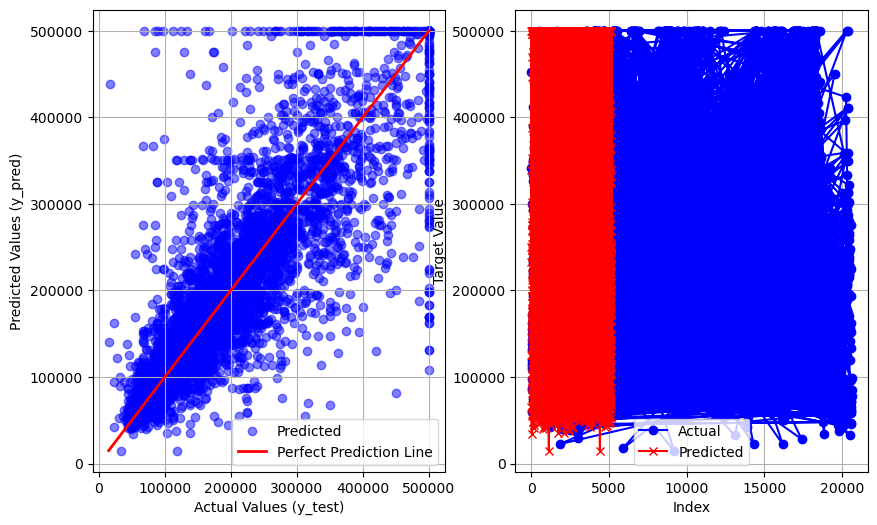 500000
400000
300000
200000
100000
0
Predicted Values (y_pred)
0 100000 200000 300000 400000 500000
Actual Values (y_test)
Predicted
Perfect Prediction Line
500000
400000
300000
200000
100000
0
Target Value
0 5000 10000 15000 20000
Index
Actual
Predicted